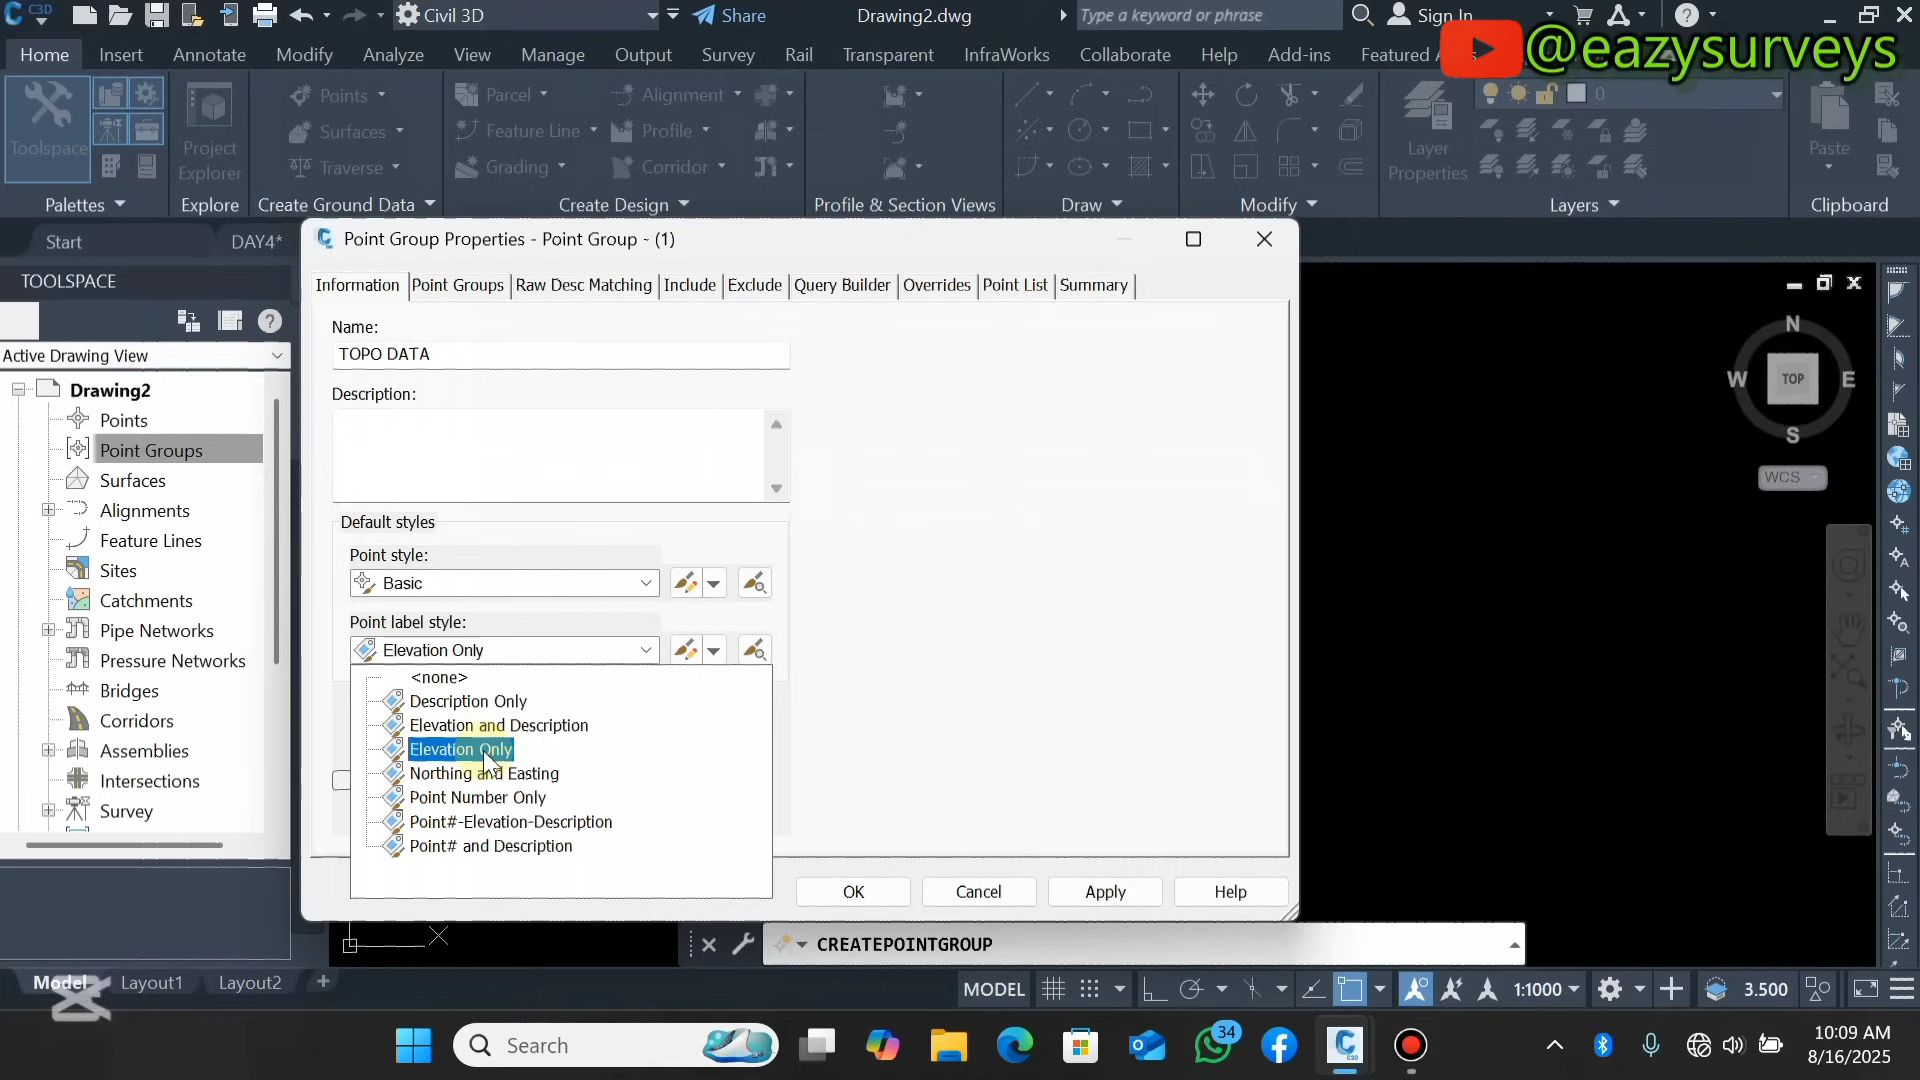 C3D
Civil 3D
Share
Drawing2.dwg
Type a keyword or phrase
Sign In
@eazysurveys
Home
Insert
Annotate
Modify
Analyze
View
Manage
Output
Survey
Rail
Transparent
InfraWorks
Collaborate
Help
Add-ins
Featured
Toolspace
Project
Explorer
Points
Surfaces
Traverse
Parcel
Feature Line
Grading
Alignment
Profile
Corridor
Layer
Properties
0
Paste
Palettes
Explore
Create Ground Data
Create Design
Profile & Section Views
Draw
Modify
Layers
Clipboard
Start
DAY4*
TOOLSPACE
Active Drawing View
Drawing2
Points
Point Groups
Surfaces
Alignments
Feature Lines
Sites
Catchments
Pipe Networks
Pressure Networks
Bridges
Corridors
Assemblies
Intersections
Survey
Point Group Properties - Point Group - (1)
Information
Point Groups
Raw Desc Matching
Include
Exclude
Query Builder
Overrides
Point List
Summary
Name:
TOPO DATA
Description:
Default styles
Point style:
Basic
Point label style:
Elevation Only
<none>
Description Only
Elevation and Description
Elevation Only
Northing and Easting
Point Number Only
Point#-Elevation-Description
Point# and Description
OK
Cancel
Apply
Help
N
W
TOP
E
S
WCS
CREATEPOINTGROUP
Model
Layout1
Layout2
MODEL
1:1000
3.500
Search
34
C3D
10:09 AM
8/16/2025